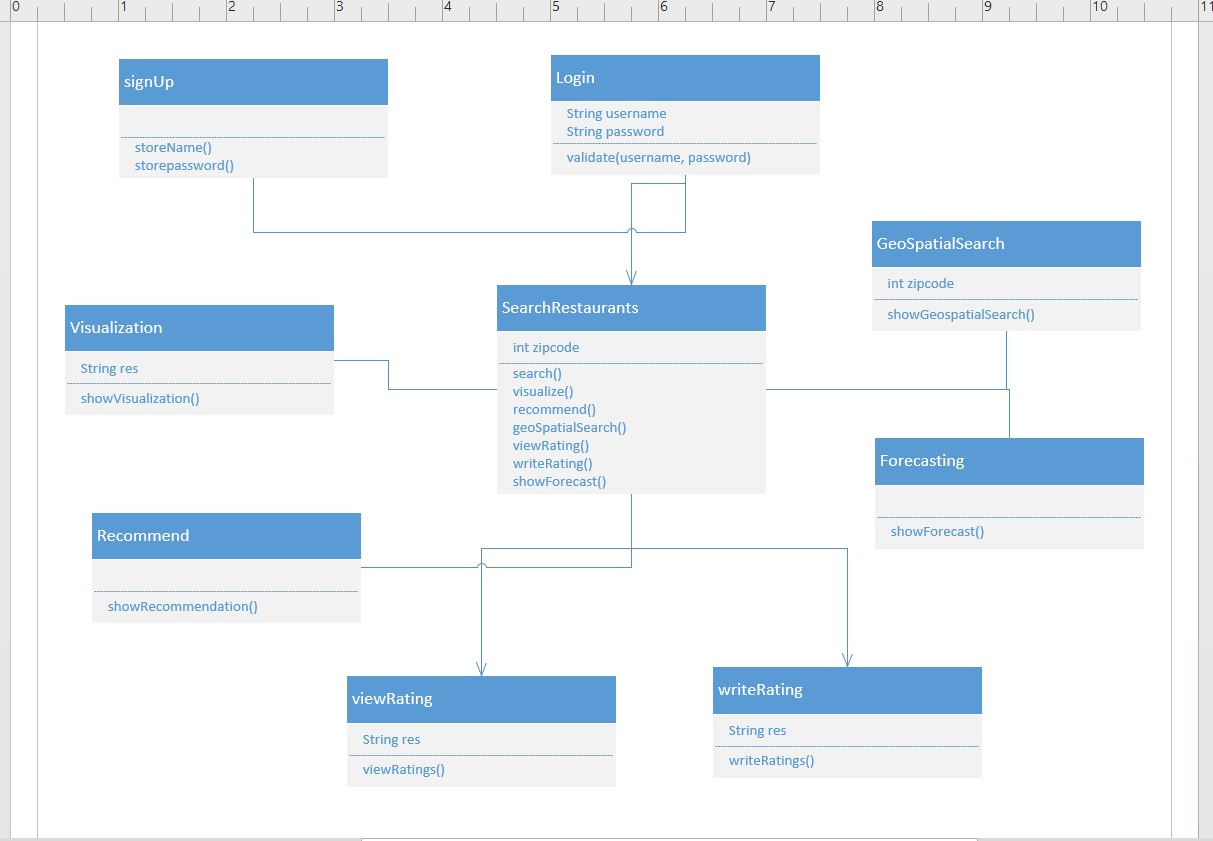 0 1 2 3 4 5 6 7 8 9 10 11
signUp
storeName()
storepassword()
Login
String username
String password
validate(username, password)
GeoSpatialSearch
int zipcode
showGeospatialSearch()
Visualization
String res
showVisualization()
SearchRestaurants
int zipcode
search()
visualize()
recommend()
geoSpatialSearch()
viewRating()
writeRating()
showForecast()
Forecasting
showForecast()
Recommend
showRecommendation()
viewRating
String res
viewRatings()
writeRating
String res
writeRatings()